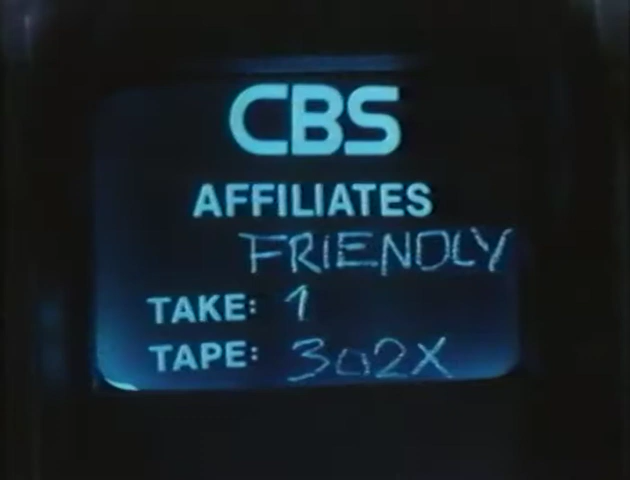 CBS
AFFILIATES
FRIENDLY
TAKE: 1
TAPE: 302X